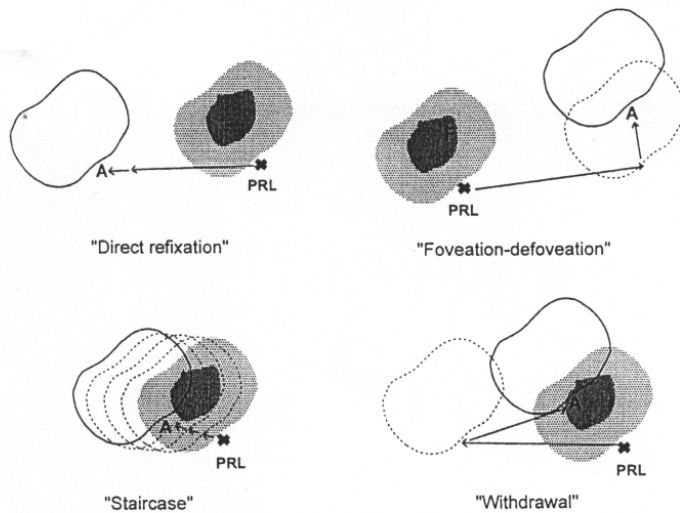 A
PRL
"Direct refixation"
A
PRL
"Foveation-defoveation"
A
PRL
"Staircase"
A
PRL
"Withdrawal"